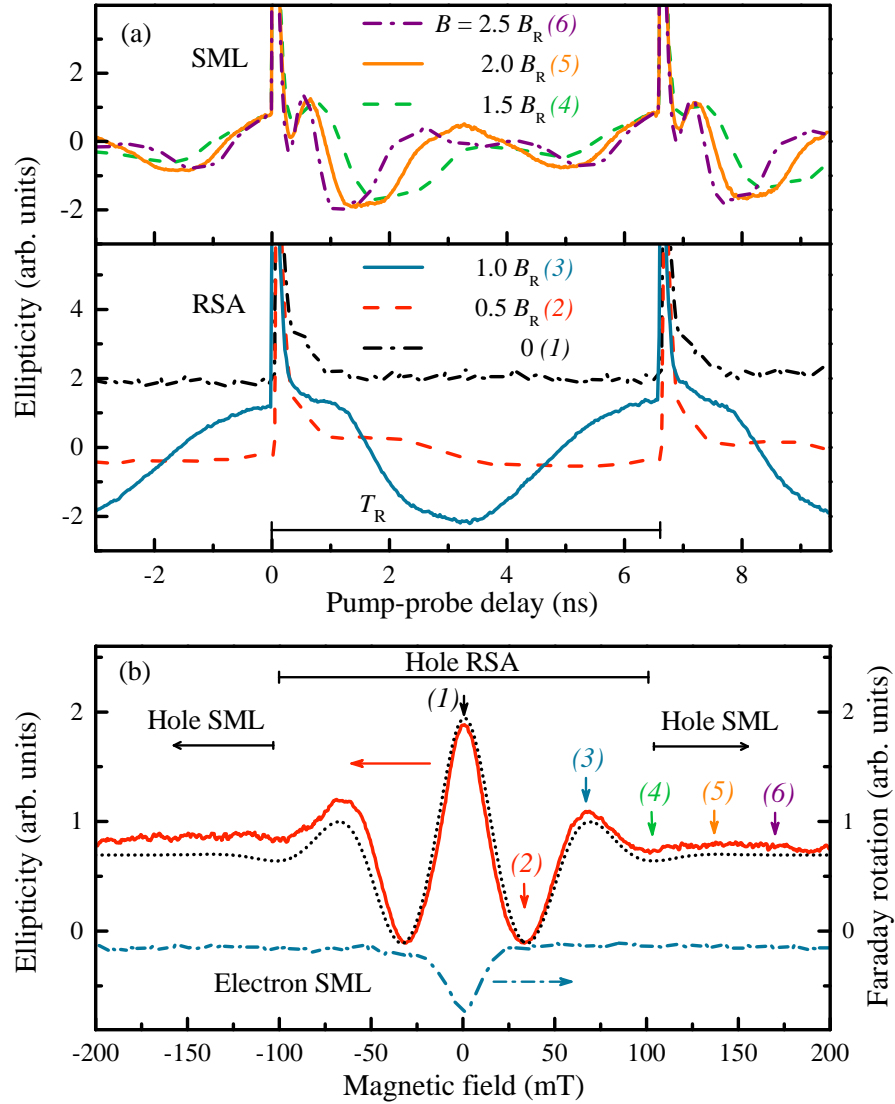 (a)
SML
B = 2.5 B_R (6)
2.0 B_R (5)
1.5 B_R (4)
2
0
-2
Ellipticity (arb. units)
RSA
1.0 B_R (3)
0.5 B_R (2)
0 (1)
4
2
0
-2
T_R
-2 0 2 4 6 8
Pump-probe delay (ns)
(b)
Hole RSA
Hole SML
(1)
Hole SML
(3)
(4) (5) (6)
(2)
Electron SML
2
1
0
Ellipticity (arb. units)
2
1
0
Faraday rotation (arb. units)
-200 -150 -100 -50 0 50 100 150 200
Magnetic field (mT)